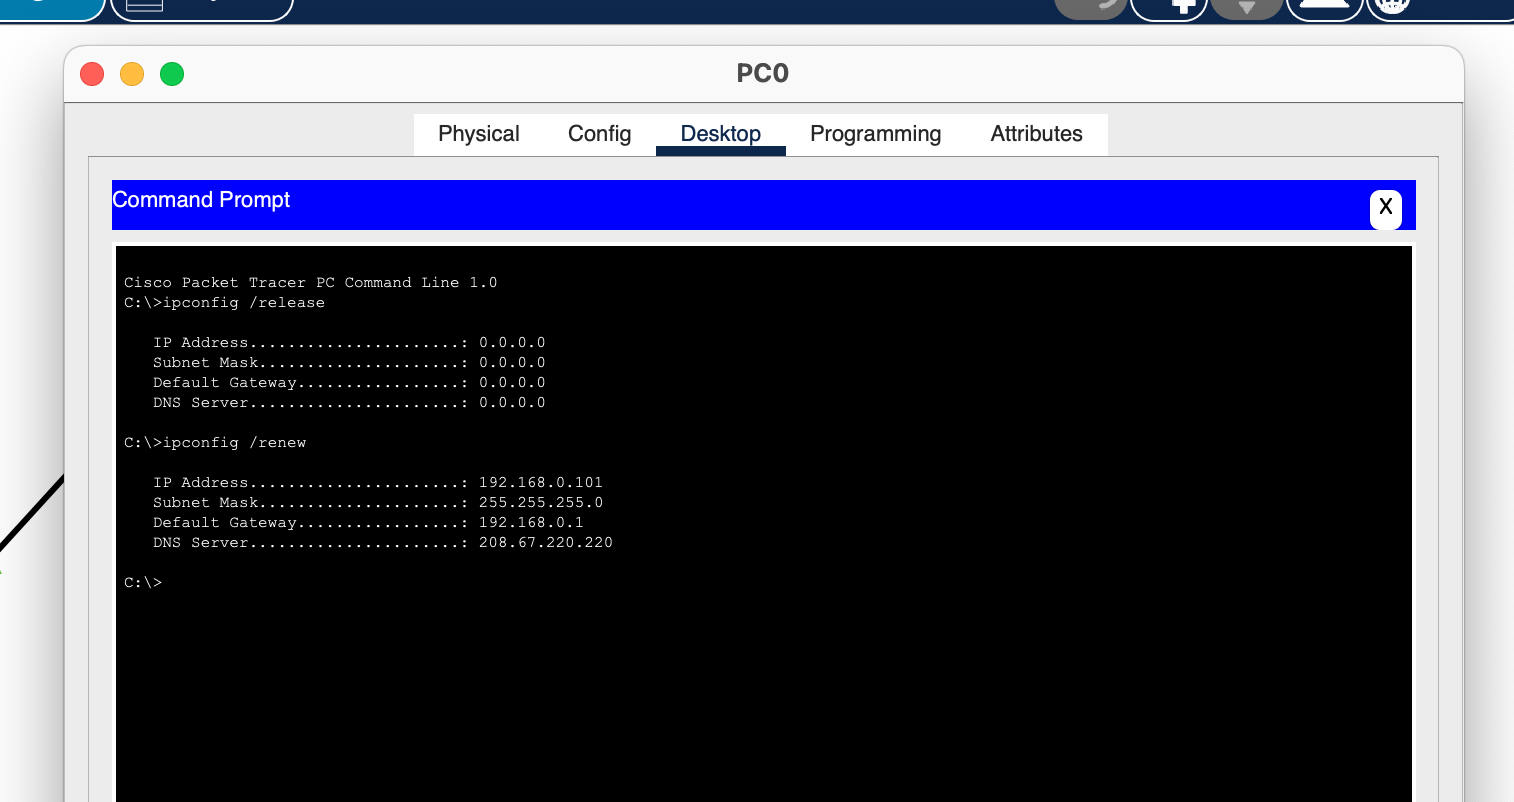 PC0
Physical Config Desktop Programming Attributes
Command Prompt
X
Cisco Packet Tracer PC Command Line 1.0
C:\>ipconfig /release
IP Address......................: 0.0.0.0
Subnet Mask.....................: 0.0.0.0
Default Gateway.................: 0.0.0.0
DNS Server......................: 0.0.0.0
C:\>ipconfig /renew
IP Address......................: 192.168.0.101
Subnet Mask.....................: 255.255.255.0
Default Gateway.................: 192.168.0.1
DNS Server......................: 208.67.220.220
C:\>